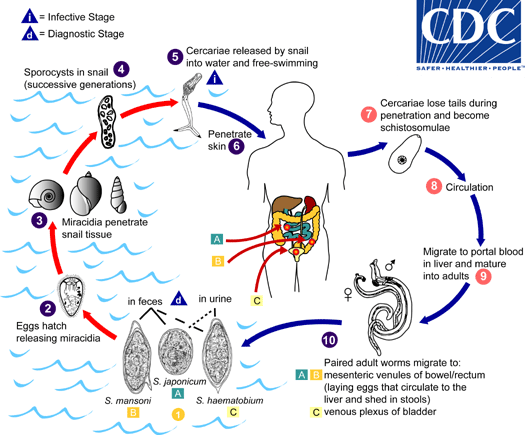 i = Infective Stage
d = Diagnostic Stage
CDC
SAFER•HEALTHIER•PEOPLE™
4
Sporocysts in snail
(successive generations)
5
Cercariae released by snail
into water and free-swimming
i
Penetrate
skin 6
7
Cercariae lose tails during
penetration and become
schistosomulae
8 Circulation
Migrate to portal blood
in liver and mature
into adults 9
3
Miracidia penetrate
snail tissue
A
B
C
2
Eggs hatch
releasing miracidia
in feces
d
in urine
♀
♂
S. japonicum
A
S. mansoni
B
1
S. haematobium
C
10
Paired adult worms migrate to:
A B mesenteric venules of bowel/rectum
(laying eggs that circulate to the
liver and shed in stools)
C venous plexus of bladder